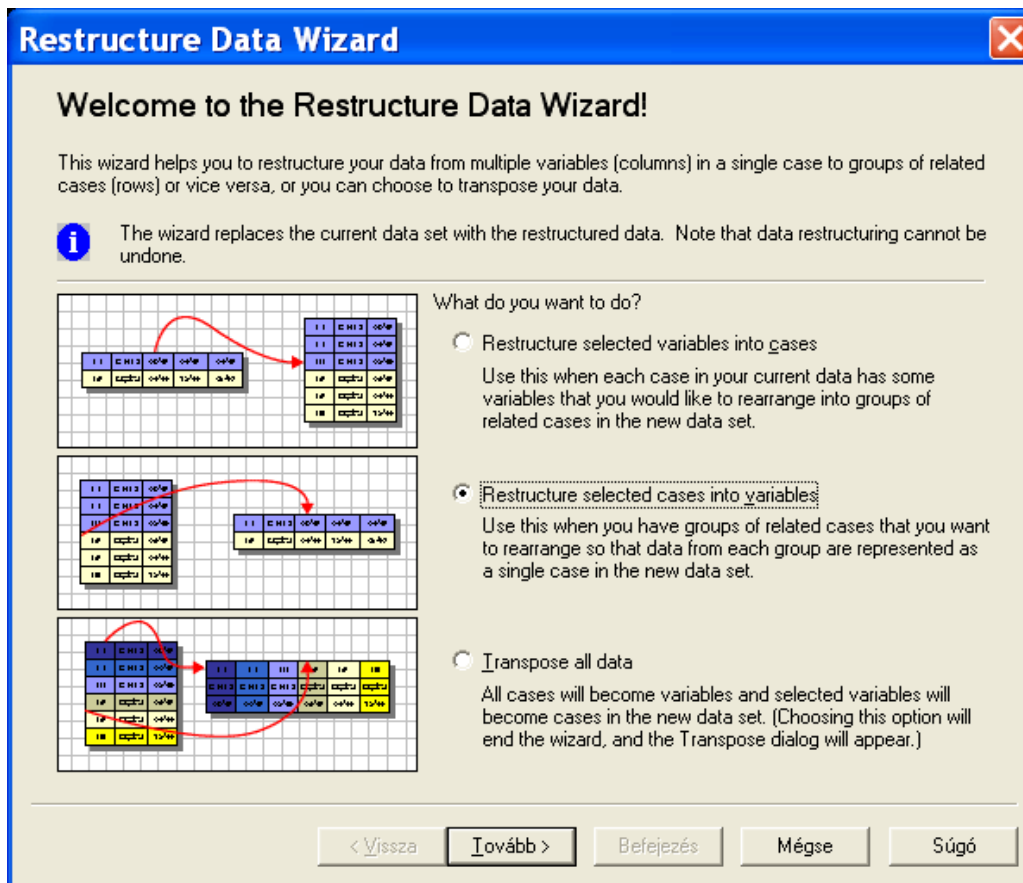 Restructure Data Wizard
Welcome to the Restructure Data Wizard!
This wizard helps you to restructure your data from multiple variables (columns) in a single case to groups of related
cases (rows) or vice versa, or you can choose to transpose your data.
The wizard replaces the current data set with the restructured data.  Note that data restructuring cannot be
undone.
What do you want to do?
Restructure selected variables into cases
Use this when each case in your current data has some
variables that you would like to rearrange into groups of
related cases in the new data set.
Restructure selected cases into variables
Use this when you have groups of related cases that you want
to rearrange so that data from each group are represented as
a single case in the new data set.
Transpose all data
All cases will become variables and selected variables will
become cases in the new data set. (Choosing this option will
end the wizard, and the Transpose dialog will appear.)
< Vissza
Tovább >
Befejezés
Mégse
Súgó